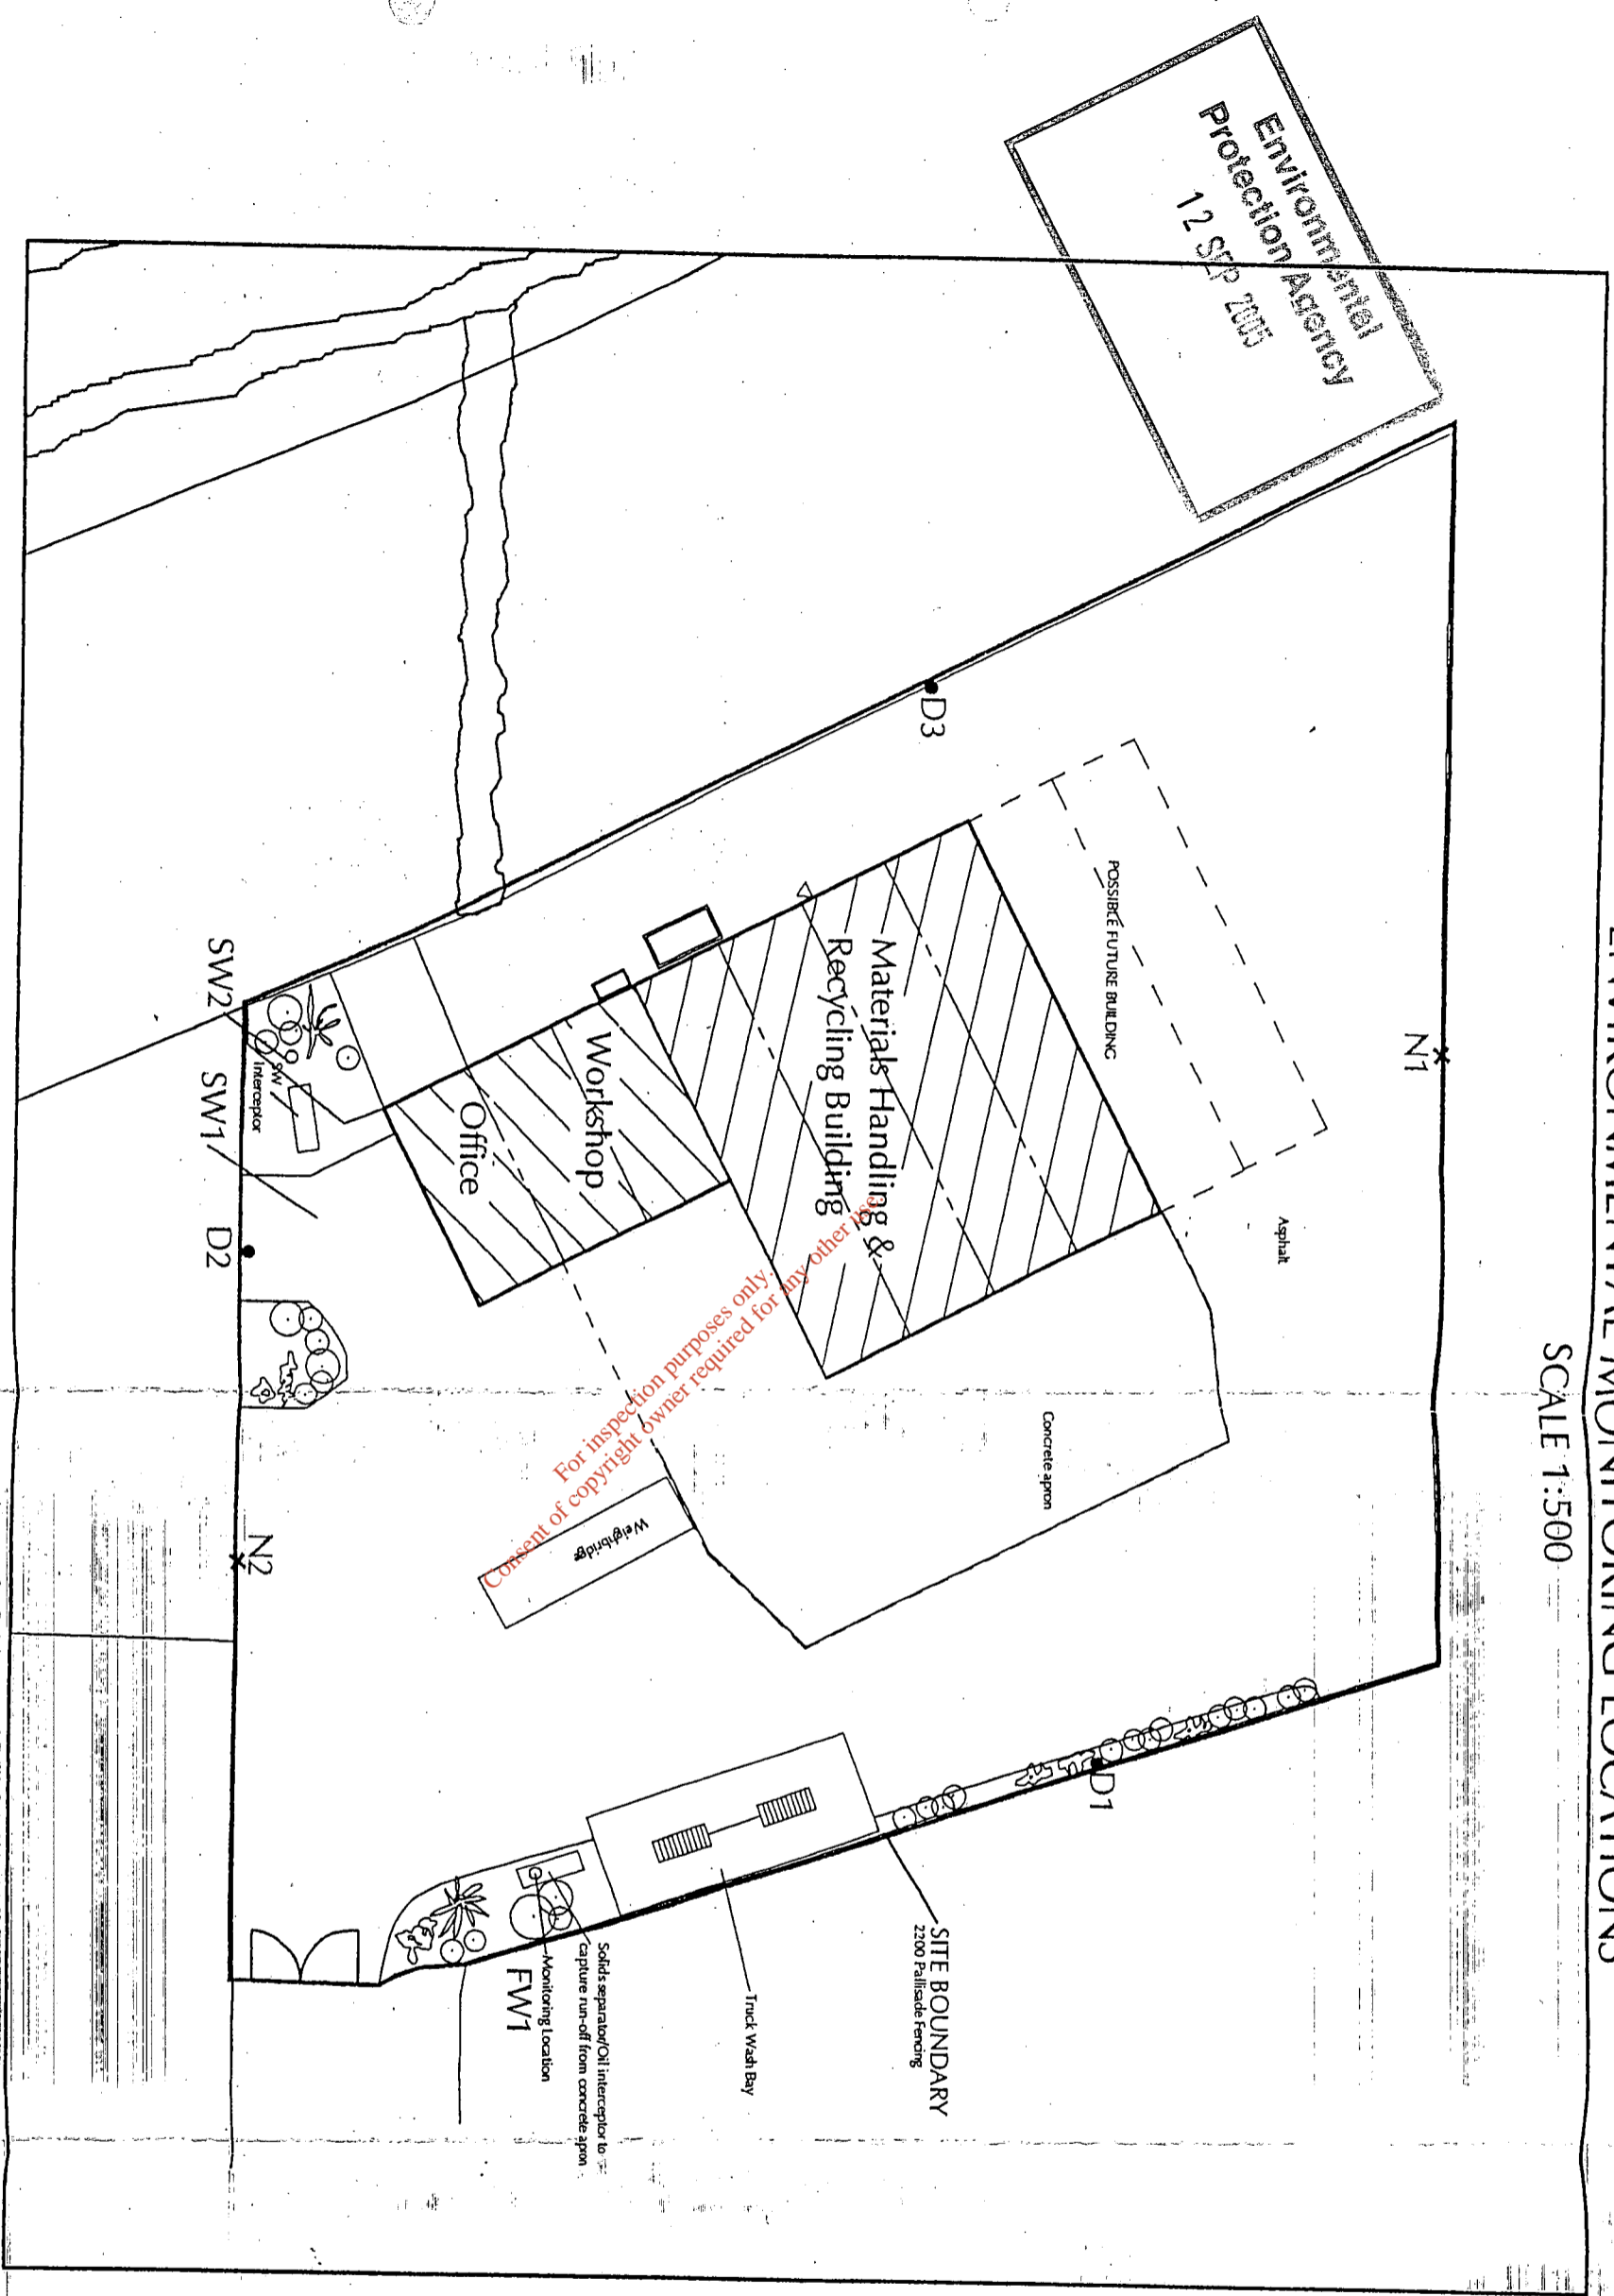 ENVIRONMENTAL MONITORING LOCATIONS
SCALE 1:500
Environmental
Protection Agency
12 SEP 2005
N1
D3
POSSIBLE FUTURE BUILDING
Asphalt
Materials Handling &
Recycling Building
Concrete apron
Workshop
Office
Weighbridge
SW2
SW
Interceptor
SW1
D2
N2
D1
SITE BOUNDARY
2200 Pallisade Fencing
Truck Wash Bay
Solids separator/Oil interceptor to
capture run-off from concrete apron
Monitoring Location
FW1
For inspection purposes only.
Consent of copyright owner required for any other use.